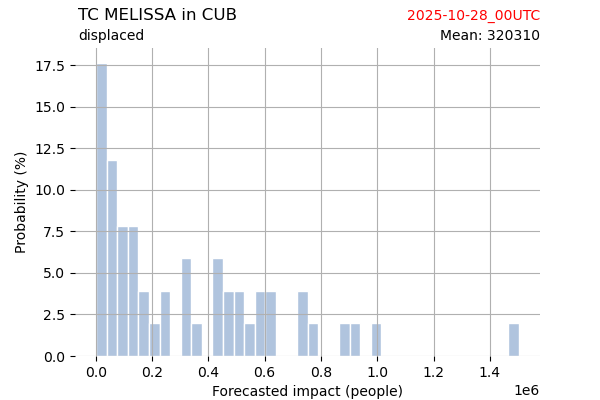 TC MELISSA in CUB
2025-10-28_00UTC
displaced
Mean: 320310
Probability (%)
17.5
15.0
12.5
10.0
7.5
5.0
2.5
0.0
0.0 0.2 0.4 0.6 0.8 1.0 1.2 1.4
1e6
Forecasted impact (people)